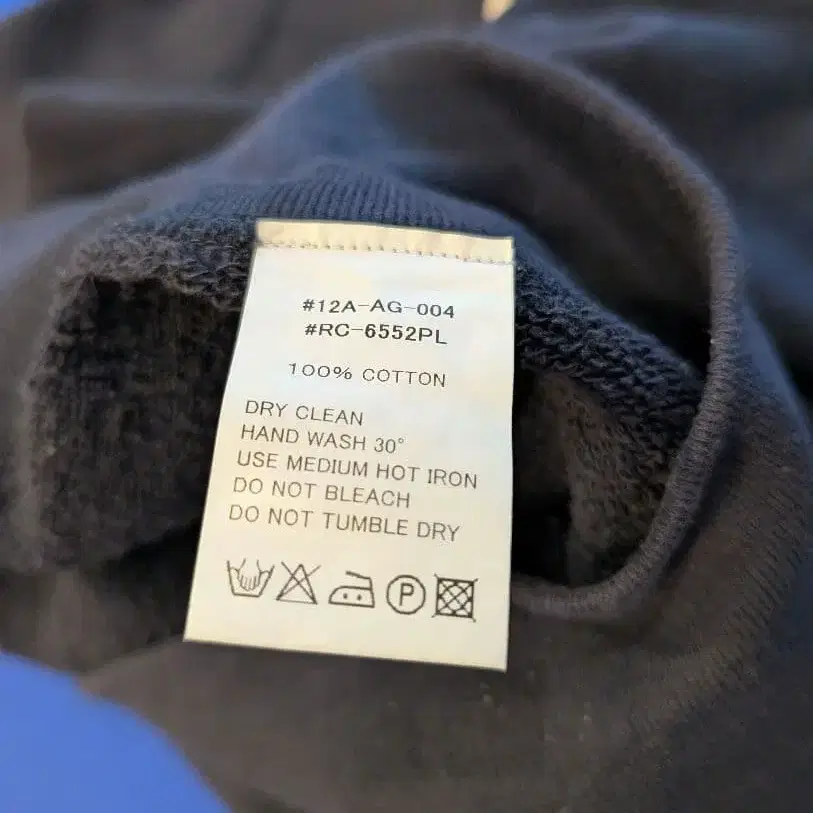 #12A-AG-004
#RC-6552PL
100% COTTON
DRY CLEAN
HAND WASH 30°
USE MEDIUM HOT IRON
DO NOT BLEACH
DO NOT TUMBLE DRY
P